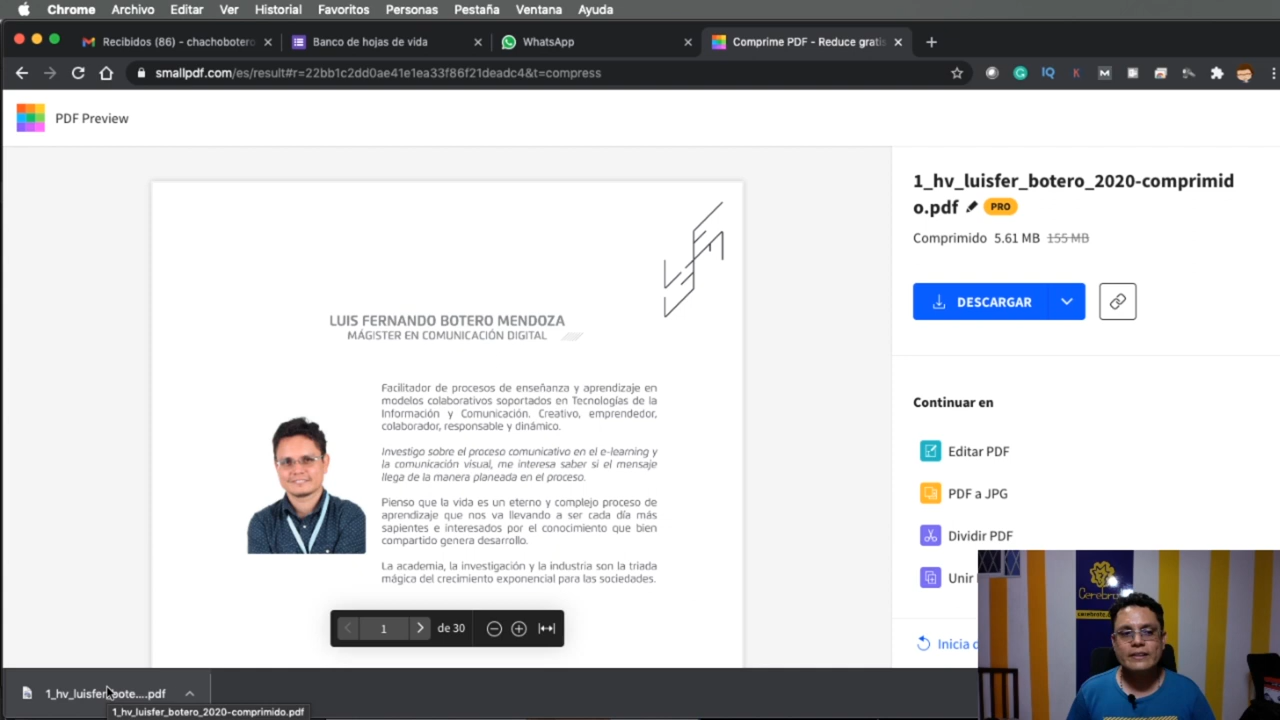 Chrome Archivo Editar Ver Historial Favoritos Personas Pestaña Ventana Ayuda
Recibidos (86) - chachobotero
Banco de hojas de vida
WhatsApp
Comprime PDF - Reduce gratis
smallpdf.com/es/result#r=22bb1c2dd0ae41e1ea33f86f21deadc4&t=compress
PDF Preview
1_hv_luisfer_botero_2020-comprimid
o.pdf PRO
Comprimido 5.61 MB 155 MB
DESCARGAR
LUIS FERNANDO BOTERO MENDOZA
MÁGISTER EN COMUNICACIÓN DIGITAL
Facilitador de procesos de enseñanza y aprendizaje en
modelos colaborativos soportados en Tecnologías de la
Información y Comunicación. Creativo, emprendedor,
colaborador, responsable y dinámico.
Investigo sobre el proceso comunicativo en el e-learning y
la comunicación visual, me interesa saber si el mensaje
llega de la manera planeada en el proceso.
Pienso que la vida es un eterno y complejo proceso de
aprendizaje que nos va llevando a ser cada día más
sapientes e interesados por el conocimiento que bien
compartido genera desarrollo.
La academia, la investigación y la industria son la triada
mágica del crecimiento exponencial para las sociedades.
1 de 30
Continuar en
Editar PDF
PDF a JPG
Dividir PDF
Unir
Inicia
1_hv_luisfer_bote....pdf
1_hv_luisfer_botero_2020-comprimido.pdf